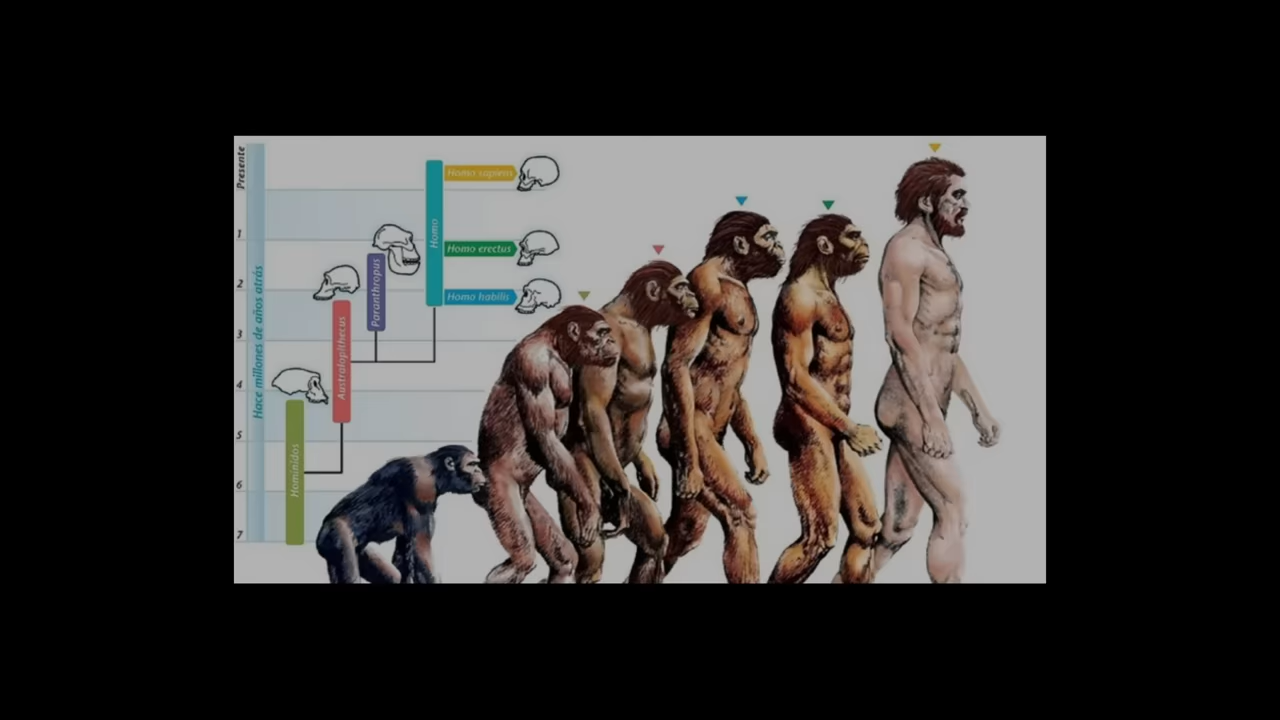 Presente
1
2
3
4
5
6
7
Hace millones de años atrás
Homínidos
Australopithecus
Paranthropus
Homo
Homo sapiens
Homo erectus
Homo habilis